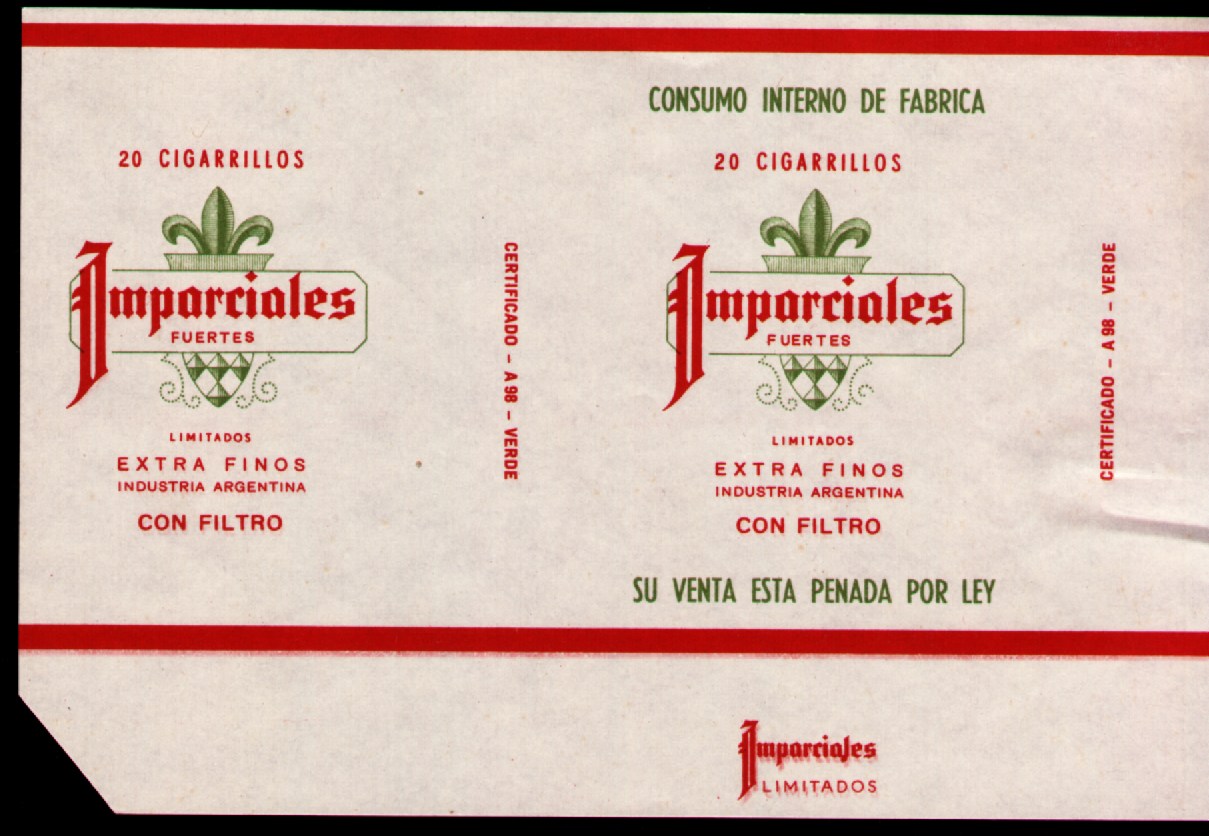 20 CIGARRILLOS
Imparciales
FUERTES
LIMITADOS
EXTRA FINOS
INDUSTRIA ARGENTINA
CON FILTRO
CERTIFICADO - A 98 - VERDE
CONSUMO INTERNO DE FABRICA
20 CIGARRILLOS
Imparciales
FUERTES
LIMITADOS
EXTRA FINOS
INDUSTRIA ARGENTINA
CON FILTRO
SU VENTA ESTA PENADA POR LEY
CERTIFICADO - A 98 - VERDE
Imparciales
LIMITADOS